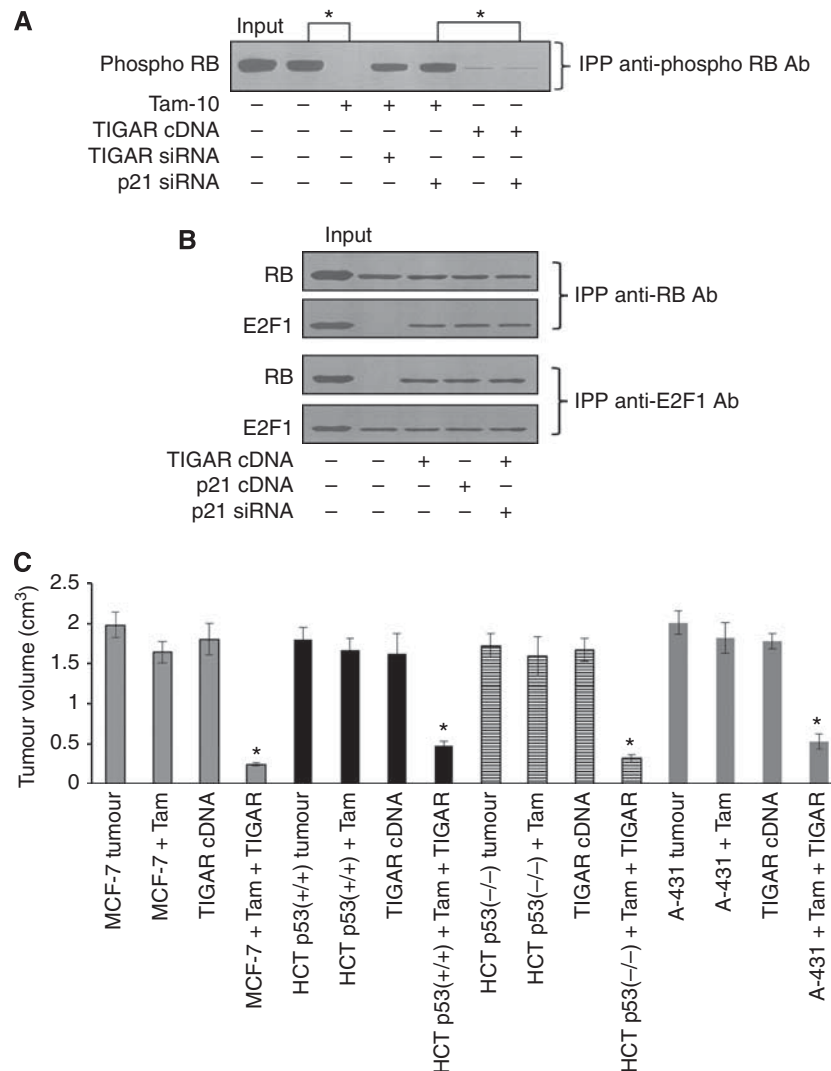 A
Input
*
*
Phospho RB
IPP anti-phospho RB Ab
Tam-10 – – + + + – –
TIGAR cDNA – – – – – + +
TIGAR siRNA – – – + – – –
p21 siRNA – – – – + – +
B
Input
RB
IPP anti-RB Ab
E2F1
RB
IPP anti-E2F1 Ab
E2F1
TIGAR cDNA – – + – +
p21 cDNA – – – + –
p21 siRNA – – – – +
C
Tumour volume (cm³)
2.5
2
1.5
1
0.5
0
*
*
*
*
MCF-7 tumour
MCF-7 + Tam
TIGAR cDNA
MCF-7 + Tam + TIGAR
HCT p53(+/+) tumour
HCT p53(+/+) + Tam
TIGAR cDNA
HCT p53(+/+) + Tam + TIGAR
HCT p53(–/–) tumour
HCT p53(–/–) + Tam
TIGAR cDNA
HCT p53(–/–) + Tam + TIGAR
A-431 tumour
A-431 + Tam
TIGAR cDNA
A-431 + Tam + TIGAR